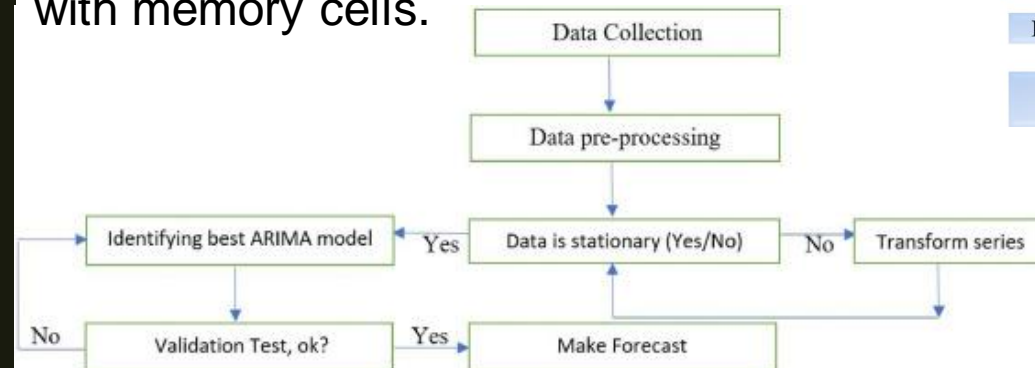 with memory cells.
Data Collection
Data pre-processing
Identifying best ARIMA model
Yes
Data is stationary (Yes/No)
No
Transform series
No
Validation Test, ok?
Yes
Make Forecast